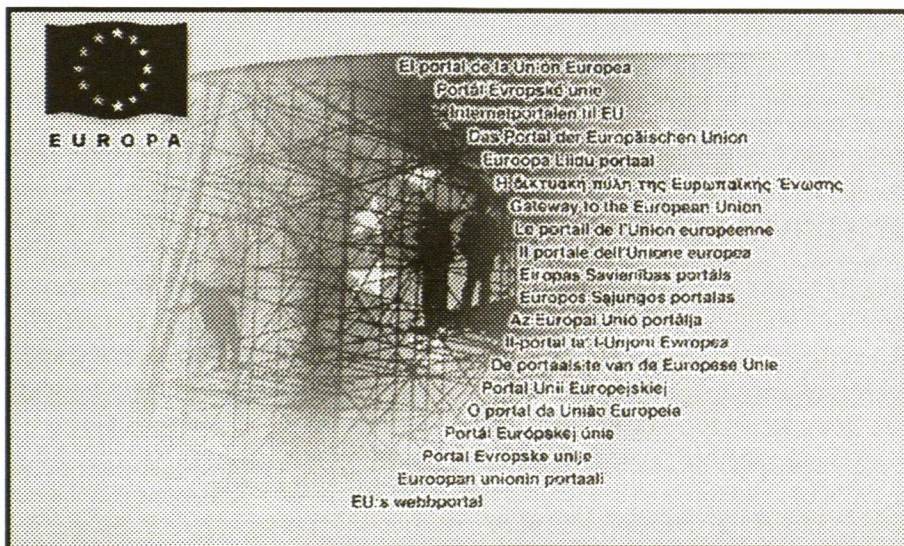 EUROPA
El portal de la Unión Europea
Portál Evropské unie
Internetportalen til EU
Das Portal der Europäischen Union
Euroopa Liidu portaal
Η δικτυακή πύλη της Ευρωπαϊκής Ένωσης
Gateway to the European Union
Le portail de l'Union européenne
Il portale dell'Unione europea
Eiropas Savienības portāls
Europos Sąjungos portalas
Az Európai Unió portálja
Il-portal ta' l-Unjoni Ewropea
De portaalsite van de Europese Unie
Portal Unii Europejskiej
O portal da União Europeia
Portál Európskej únie
Portal Evropske unije
Euroopan unionin portaali
EU:s webbportal